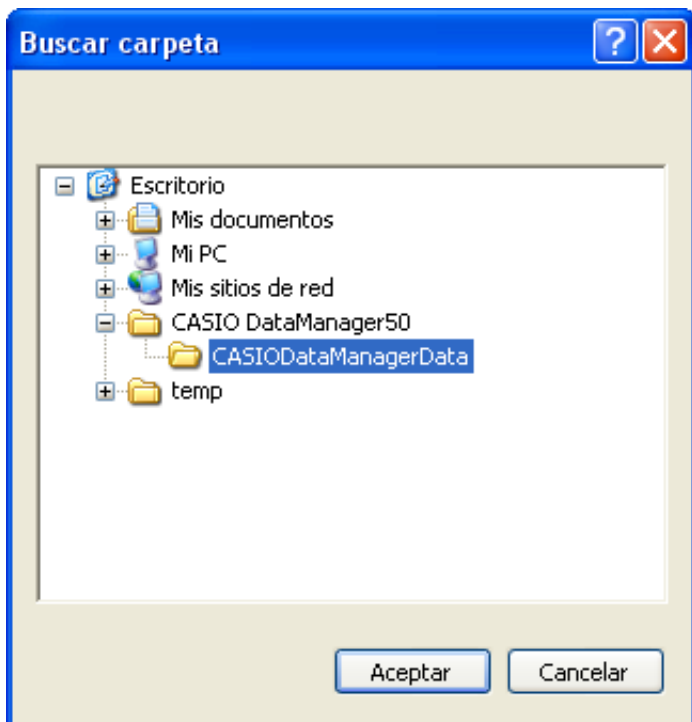 Buscar carpeta
Escritorio
Mis documentos
Mi PC
Mis sitios de red
CASIO DataManager50
CASIODataManagerData
temp
Aceptar Cancelar